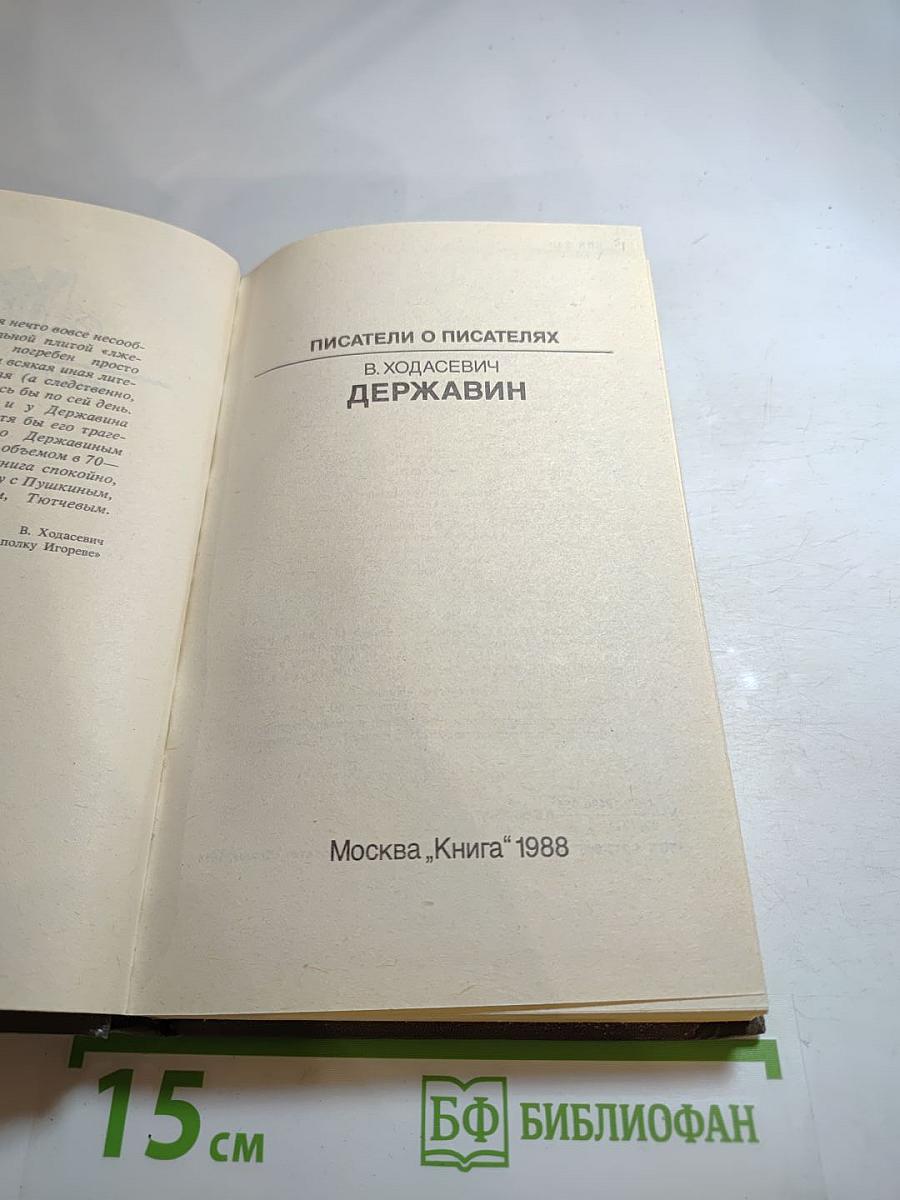 я нечто вовсе несооб-
льной плитой «лже-
погребен просто
всякая иная лите-
ля (а следственно,
сь бы по сей день.
и у Державина
тя бы его траге-
о Державиным
объемом в 70—
книга спокойно,
у с Пушкиным,
м, Тютчевым.
В. Ходасевич
полку Игореве»
ПИСАТЕЛИ О ПИСАТЕЛЯХ
В. ХОДАСЕВИЧ
ДЕРЖАВИН
Москва „Книга“ 1988
15 см
БФ БИБЛИОФАН